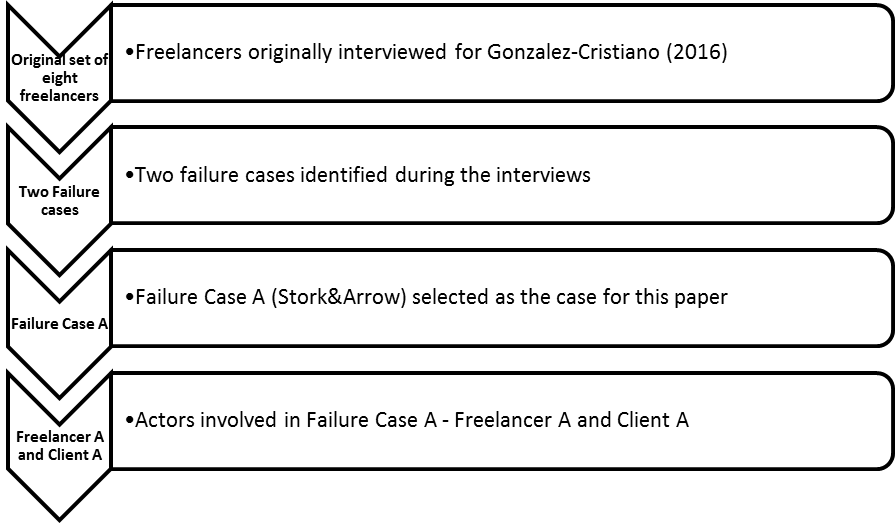 Original set of
eight
freelancers
•Freelancers originally interviewed for Gonzalez-Cristiano (2016)
Two Failure
cases
•Two failure cases identified during the interviews
Failure Case A
•Failure Case A (Stork&Arrow) selected as the case for this paper
Freelancer A
and Client A
•Actors involved in Failure Case A - Freelancer A and Client A